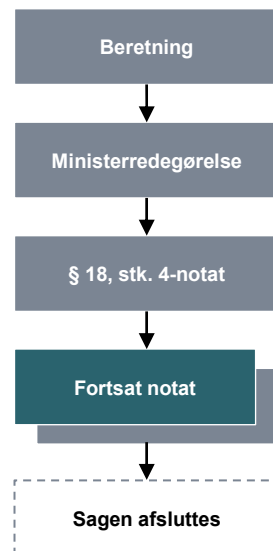 Beretning
Ministerredegørelse
§ 18, stk. 4-notat
Fortsat notat
Sagen afsluttes